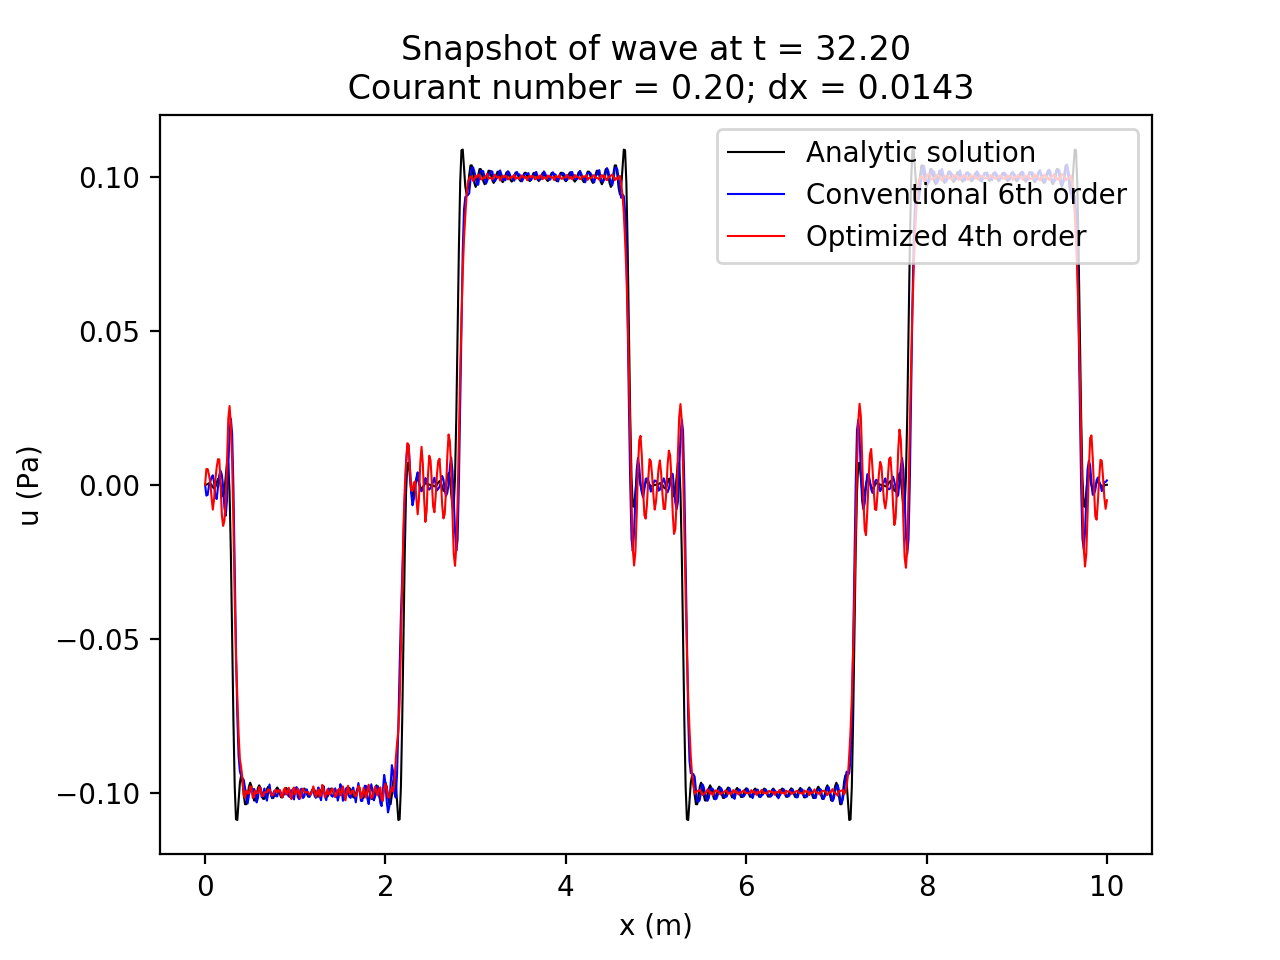 Snapshot of wave at t = 32.20
Courant number = 0.20; dx = 0.0143
Analytic solution
Conventional 6th order
Optimized 4th order
0.10
0.05
0.00
−0.05
−0.10
u (Pa)
0 2 4 6 8 10
x (m)